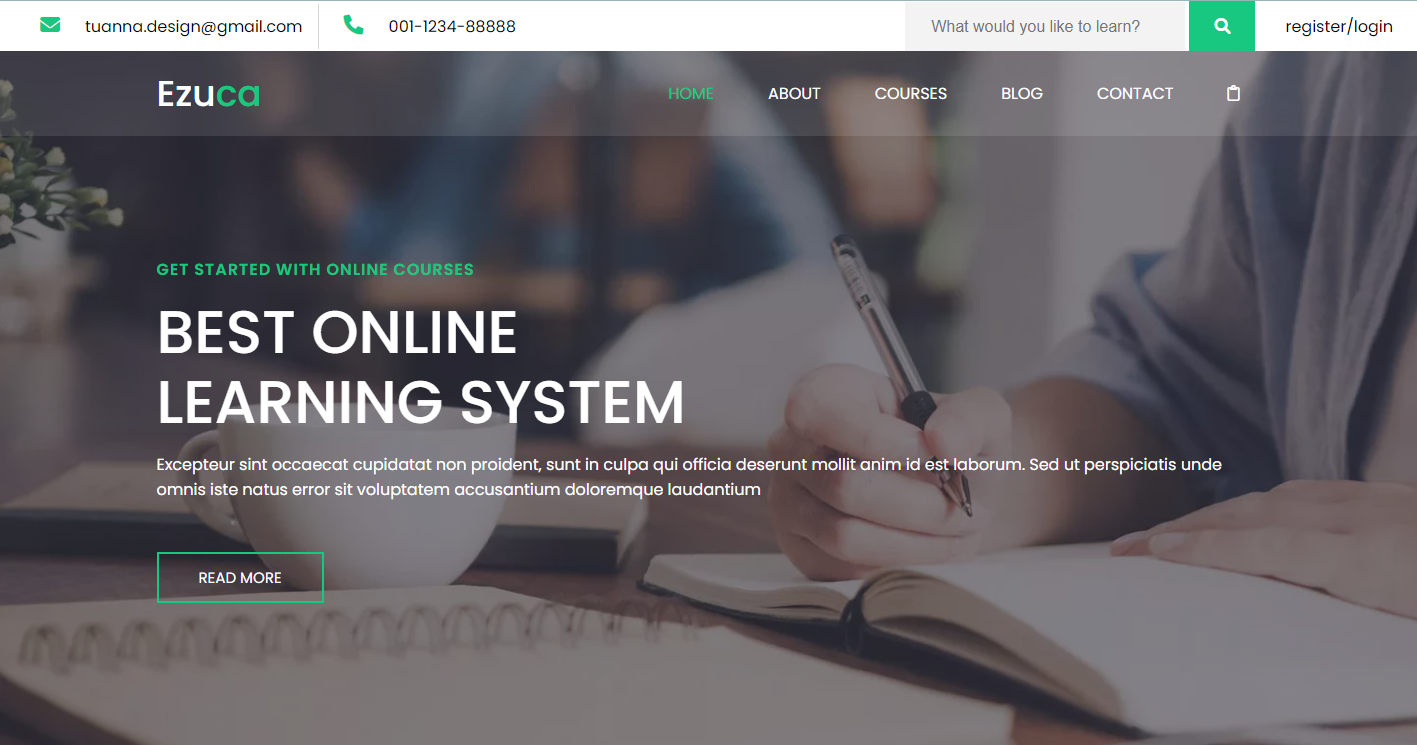 tuanna.design@gmail.com 001-1234-88888 What would you like to learn? register/login
Ezuca HOME ABOUT COURSES BLOG CONTACT
GET STARTED WITH ONLINE COURSES
BEST ONLINE
LEARNING SYSTEM
Excepteur sint occaecat cupidatat non proident, sunt in culpa qui officia deserunt mollit anim id est laborum. Sed ut perspiciatis unde
omnis iste natus error sit voluptatem accusantium doloremque laudantium
READ MORE